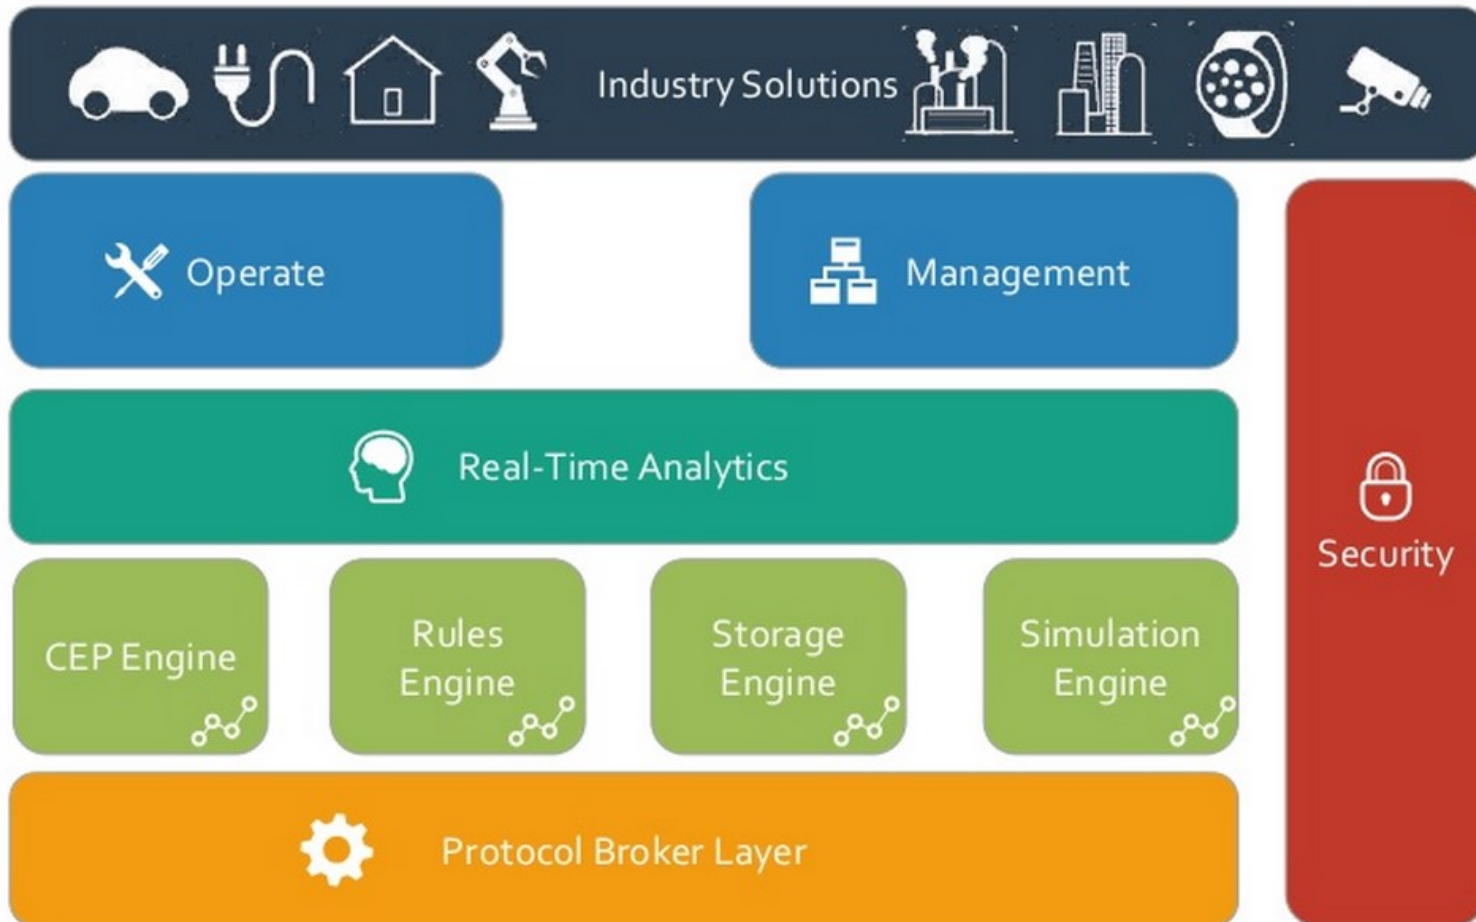 Industry Solutions
Operate
Management
Real-Time Analytics
Security
CEP Engine
Rules
Engine
Storage
Engine
Simulation
Engine
Protocol Broker Layer